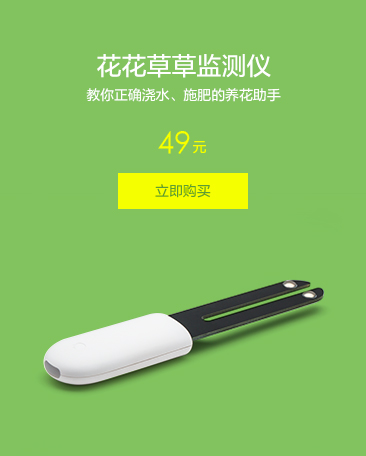 花花草草监测仪
教你正确浇水、施肥的养花助手
49元
立即购买